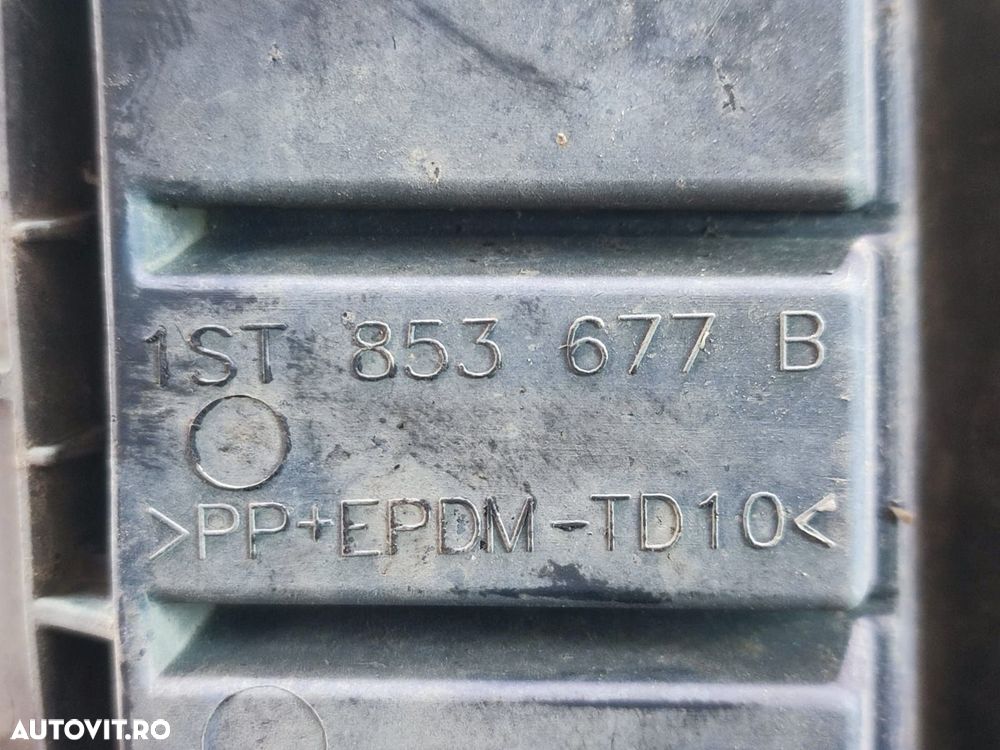 1ST 853 677 B
>PP+EPDM-TD10<
AUTOVIT.RO